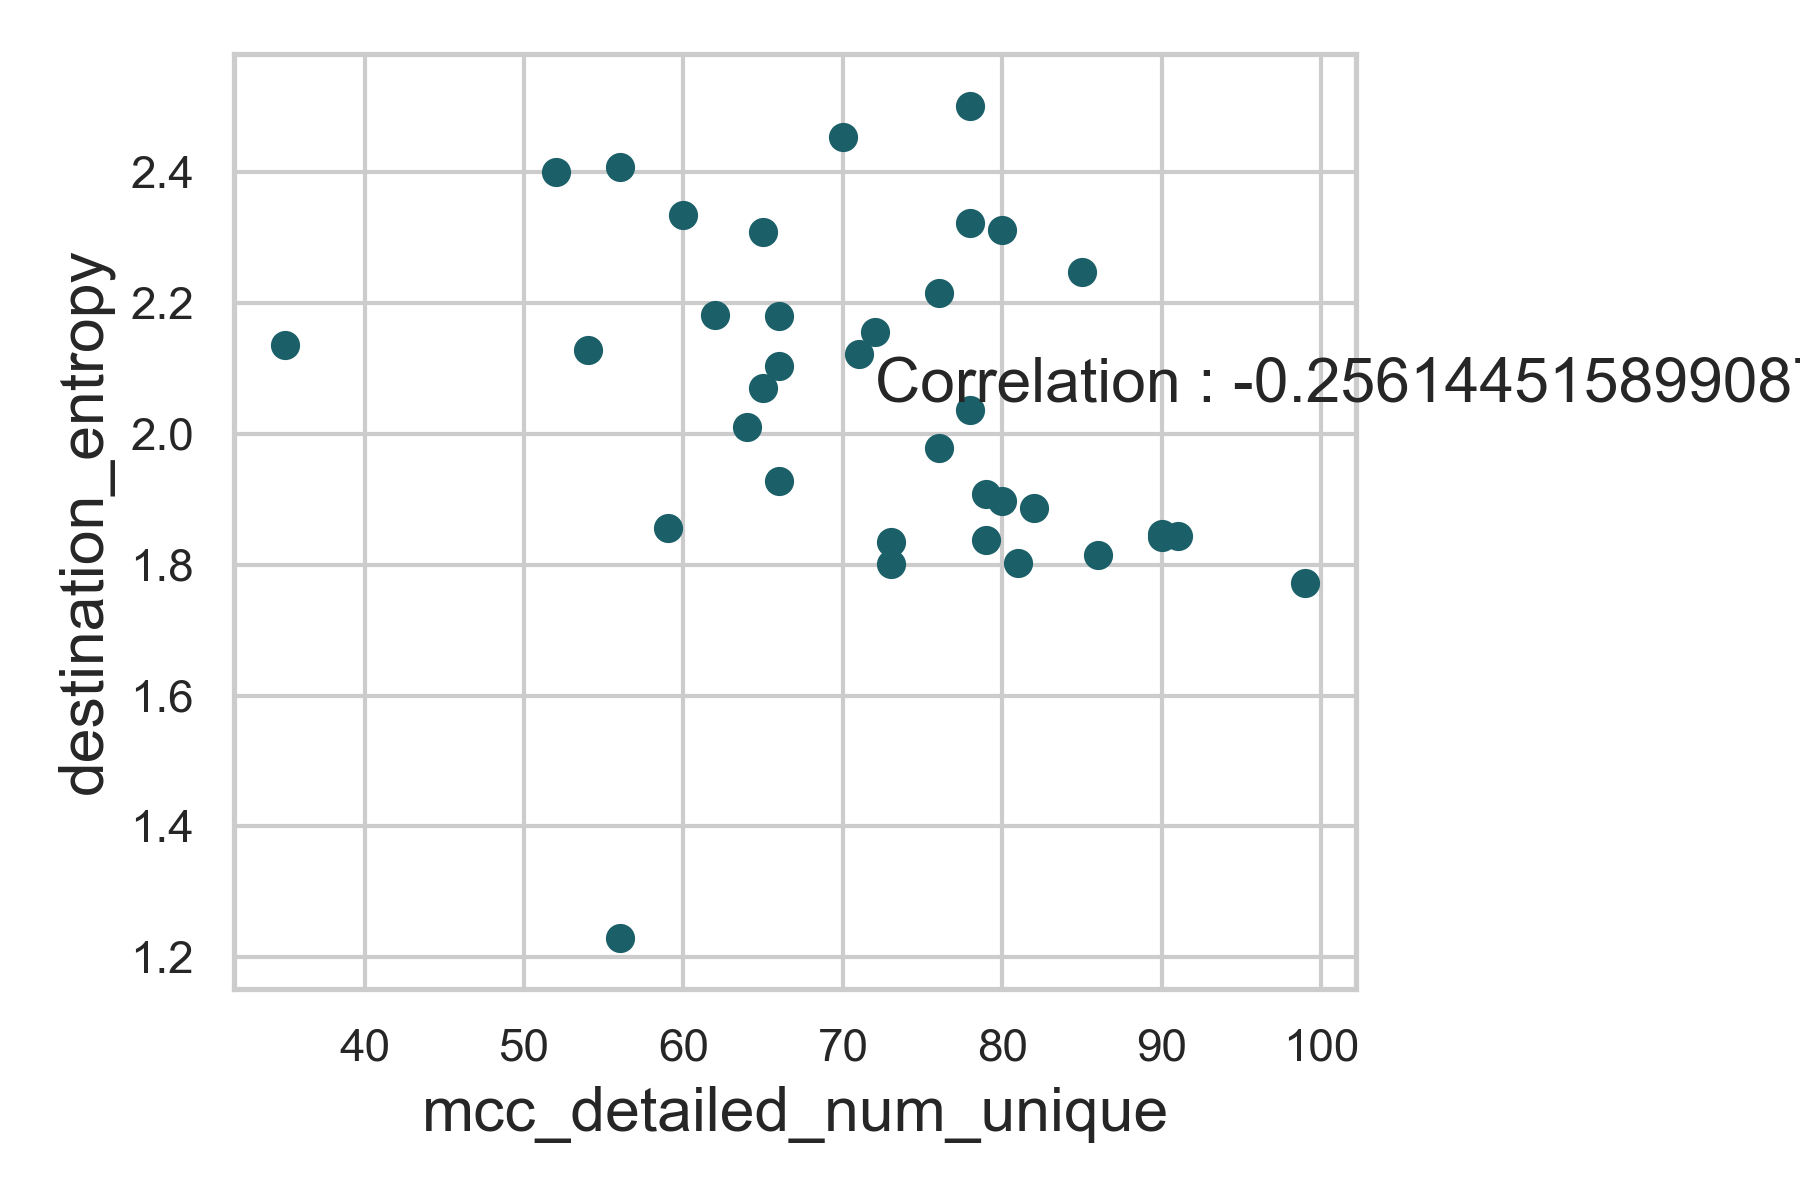 destination_entropy
2.4
2.2
2.0
1.8
1.6
1.4
1.2
Correlation : -0.256144515899087
40 50 60 70 80 90 100
mcc_detailed_num_unique